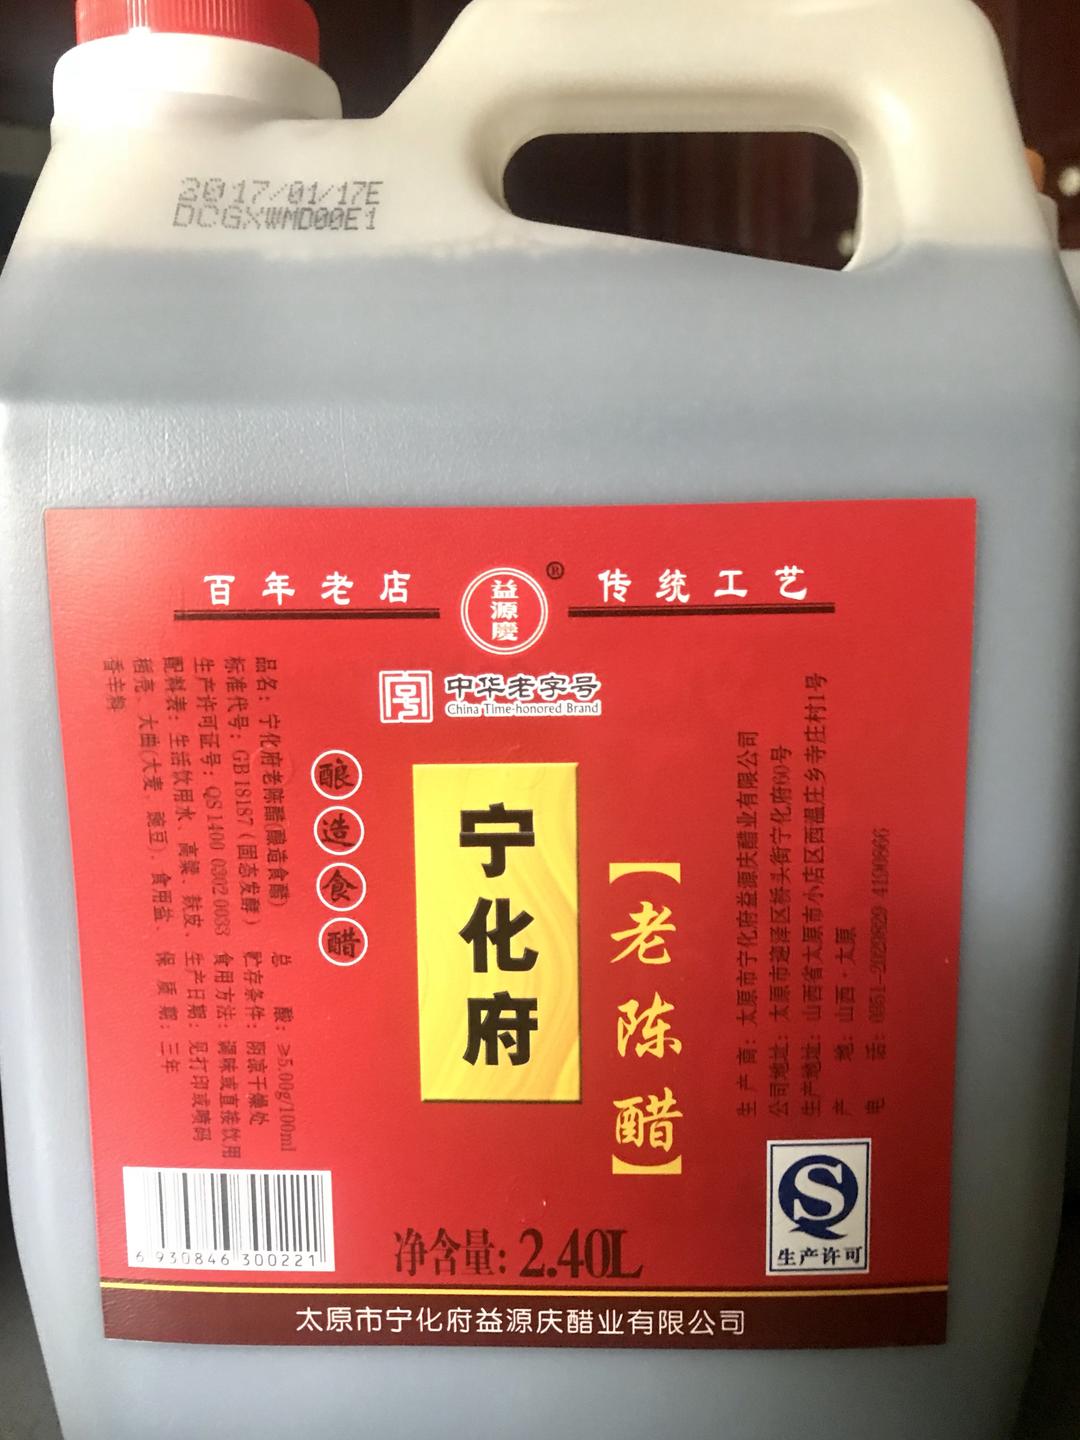 2017/01/17E
DCGXWMD00E1
百年老店
益源慶
®
传统工艺
中华老字号
China Time-honored Brand
品名：宁化府老陈醋(酿造食醋)
标准代号：GB18187（固态发酵）
生产许可证号：QS1400 0302 0033
配料表：生活饮用水、高粱、麸皮、
稻壳、大曲(大麦、豌豆)、食用盐、
香辛料
总酸：≥5.00g/100ml
贮存条件：阴凉干燥处
食用方法：调味或直接饮用
生产日期：见打印或喷码
保质期：三年
酿造食醋
宁化府
【老陈醋】
生产商：太原市宁化府益源庆醋业有限公司
公司地址：太原市迎泽区桥头街宁化府60号
生产地址：山西省太原市小店区西温庄乡寺庄村1号
产地：山西·太原
电话：0351-2029829 4190866
6 930846 300221
净含量：2.40L
生产许可
太原市宁化府益源庆醋业有限公司